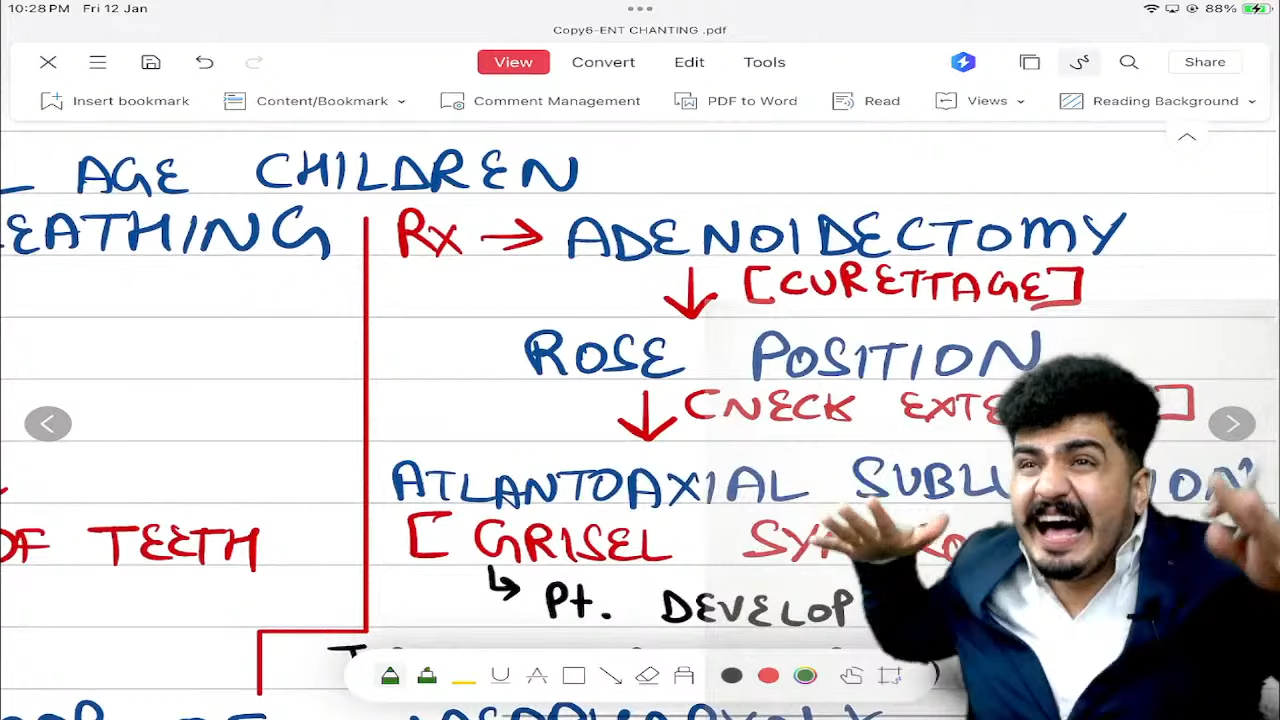 10:28 PM Fri 12 Jan
88%
Copy6-ENT CHANTING .pdf
View Convert Edit Tools Share
Insert bookmark Content/Bookmark Comment Management PDF to Word Read Views Reading Background
AGE CHILDREN
EATHING Rx → ADENOIDECTOMY
↓ [CURETTAGE]
ROSE POSITION
↓ [NECK EXTE ]
ATLANTOAXIAL SUBLU ION
OF TEETH [ GRISEL SY
↳ Pt. DEVELOP